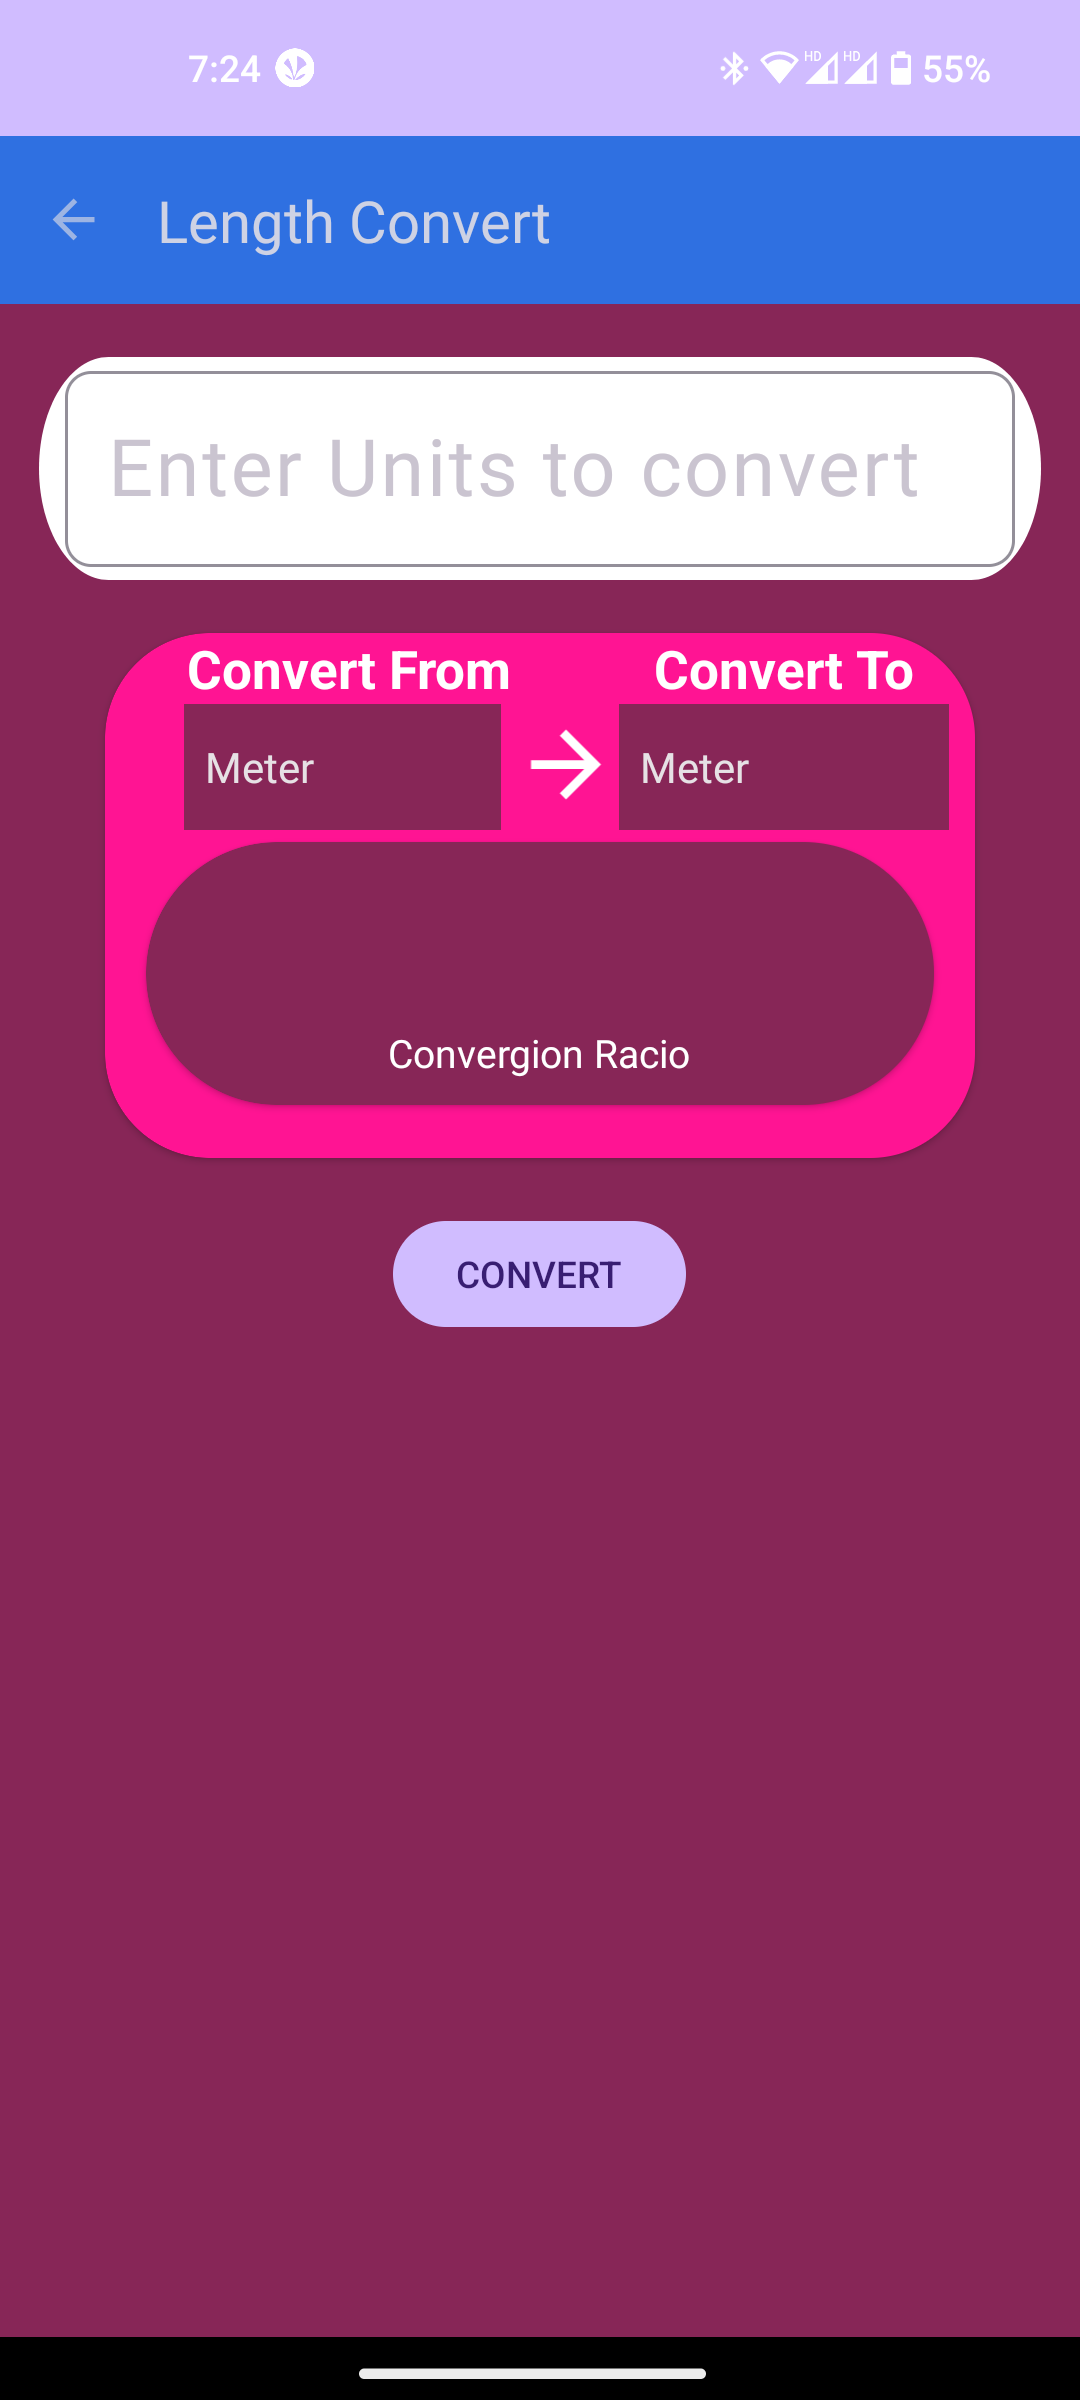 7:24 HD HD 55%
Length Convert
Enter Units to convert
Convert From Convert To
Meter Meter
Convergion Racio
CONVERT